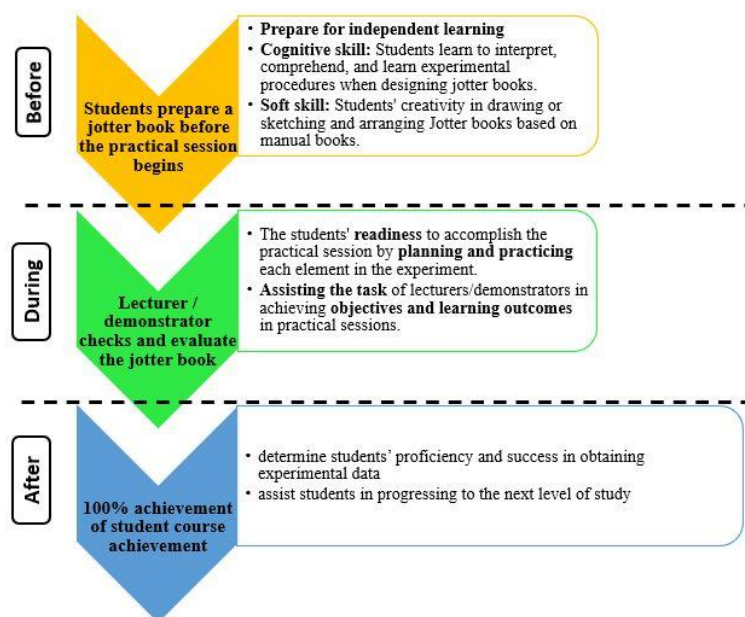 Before
Students prepare a
jotter book before
the practical session
begins
• Prepare for independent learning
• Cognitive skill: Students learn to interpret,
comprehend, and learn experimental
procedures when designing jotter books.
• Soft skill: Students' creativity in drawing or
sketching and arranging Jotter books based on
manual books.
During
Lecturer /
demonstrator
checks and evaluate
the jotter book
• The students' readiness to accomplish the
practical session by planning and practicing
each element in the experiment.
• Assisting the task of lecturers/demonstrators in
achieving objectives and learning outcomes
in practical sessions.
After
100% achievement
of student course
achievement
• determine students’ proficiency and success in obtaining
experimental data
• assist students in progressing to the next level of study